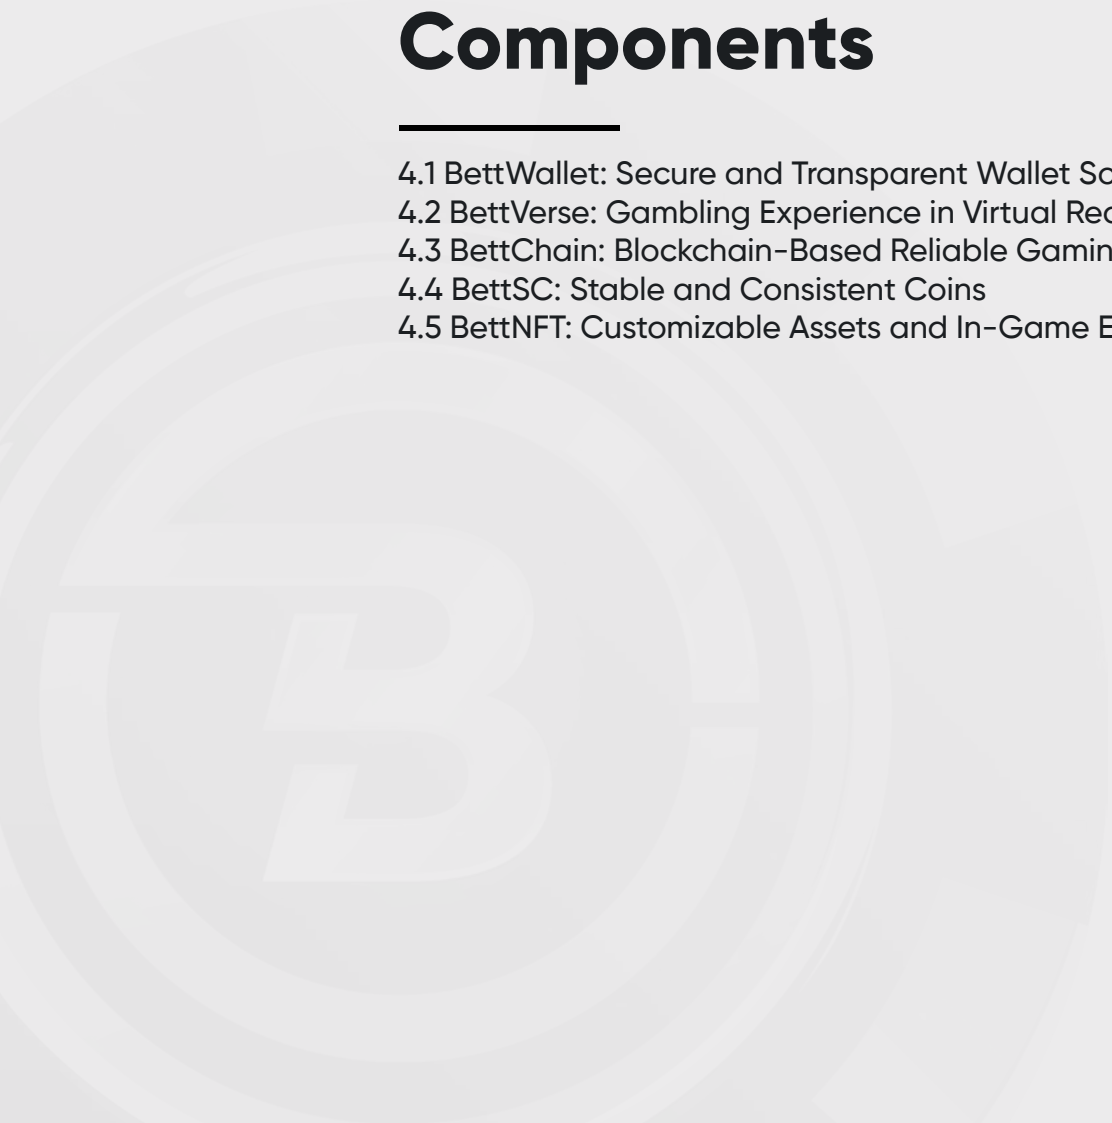 Components
4.1 BettWallet: Secure and Transparent Wallet
4.2 BettVerse: Gambling Experience in Virtual
4.3 BettChain: Blockchain-Based Reliable
4.4 BettSC: Stable and Consistent Coins
4.5 BettNFT: Customizable Assets and In-Game
B